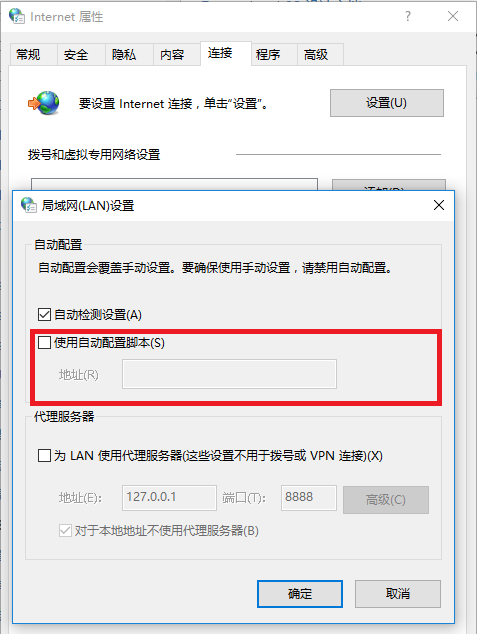 Internet 属性
常规 安全 隐私 内容 连接 程序 高级
要设置 Internet 连接，单击“设置”。
设置(U)
拨号和虚拟专用网络设置
添加(D)
局域网(LAN)设置
自动配置
自动配置会覆盖手动设置。要确保使用手动设置，请禁用自动配置。
自动检测设置(A)
使用自动配置脚本(S)
地址(R)
代理服务器
为 LAN 使用代理服务器(这些设置不用于拨号或 VPN 连接)(X)
地址(E): 127.0.0.1 端口(T): 8888 高级(C)
对于本地地址不使用代理服务器(B)
确定 取消